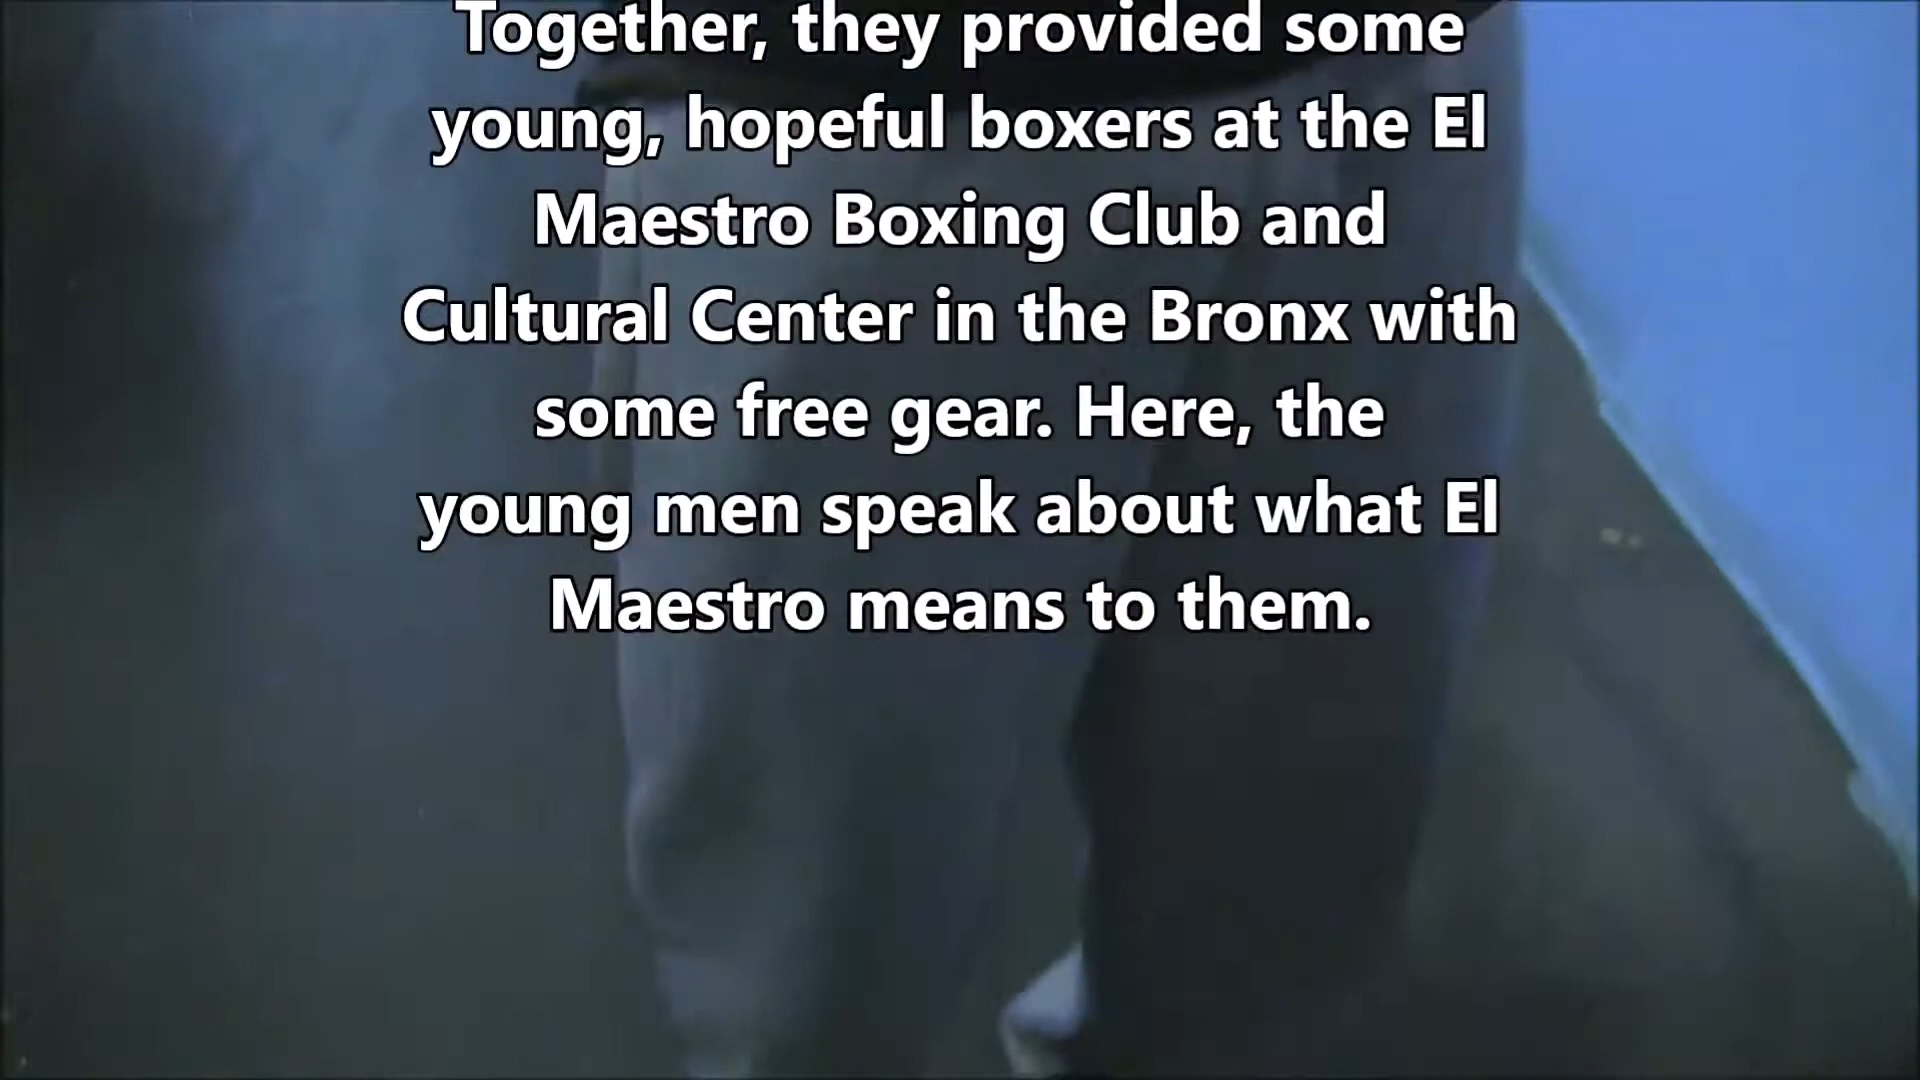 Together, they provided some
young, hopeful boxers at the El
Maestro Boxing Club and
Cultural Center in the Bronx with
some free gear. Here, the
young men speak about what El
Maestro means to them.